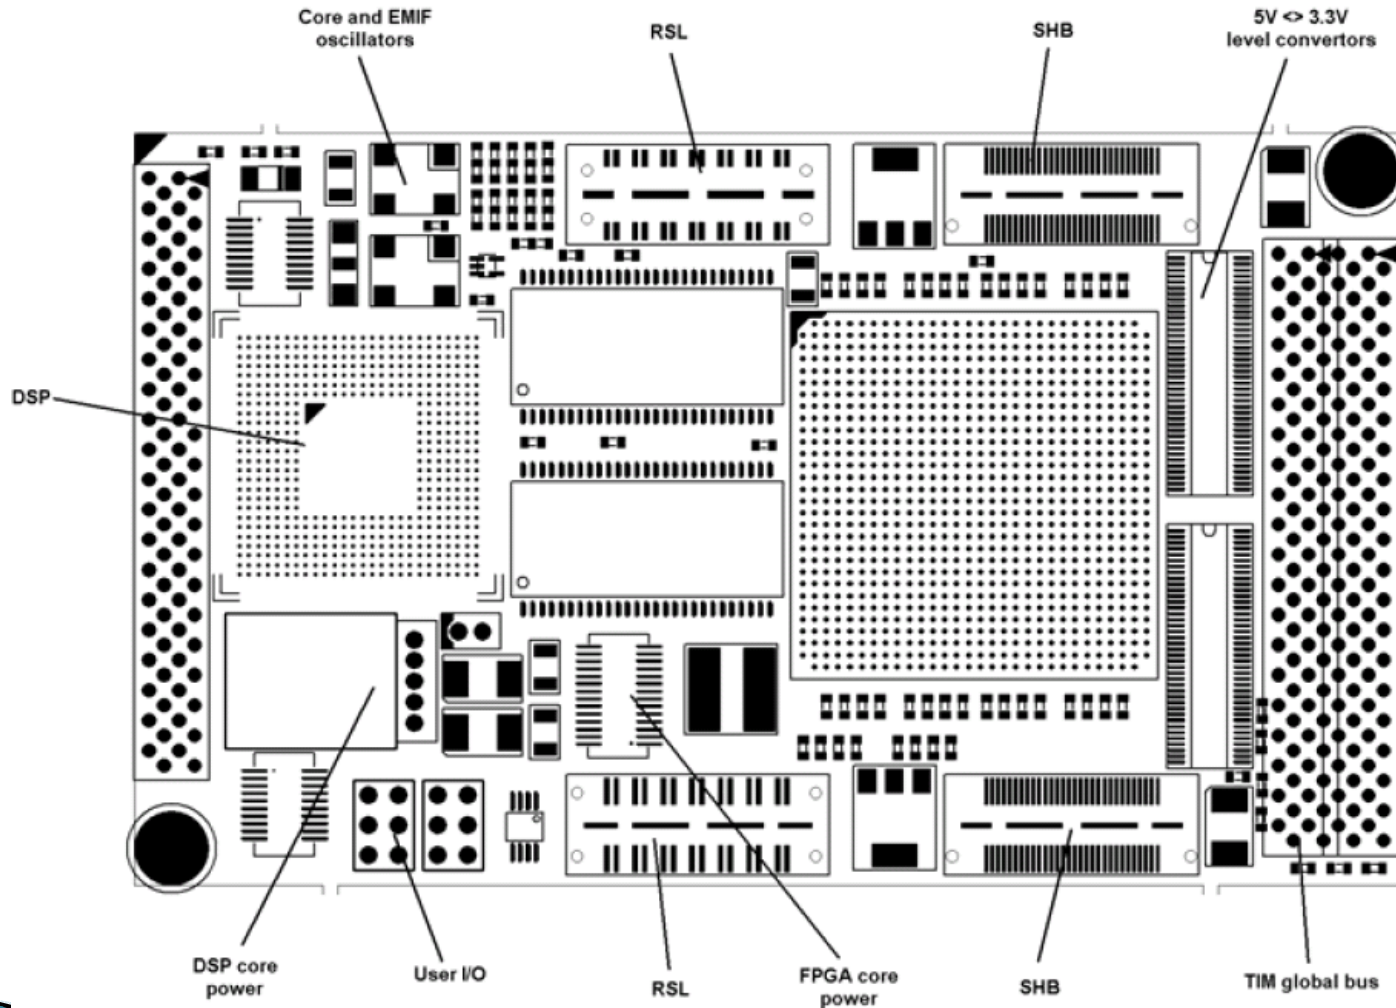 Core and EMIF
oscillators
RSL
SHB
5V <> 3.3V
level convertors
DSP
DSP core
power
User I/O
RSL
FPGA core
power
SHB
TIM global bus